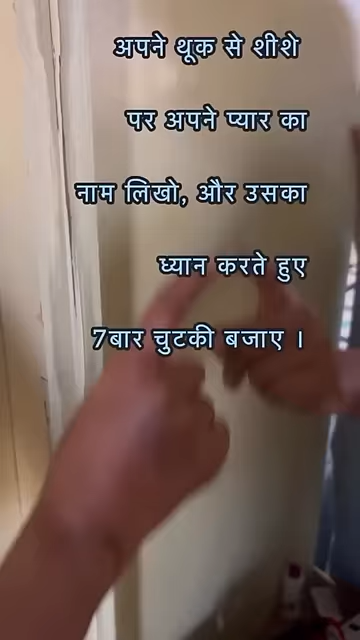 अपने थूक से शीशे
पर अपने प्यार का
नाम लिखो, और उसका
ध्यान करते हुए
7बार चुटकी बजाए ।